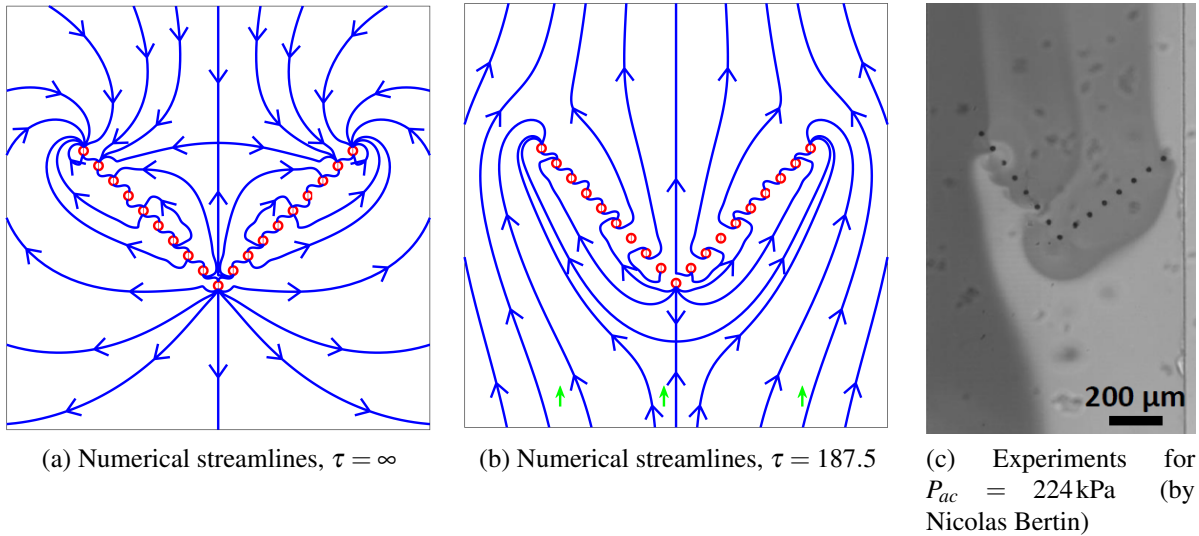 200 µm
(a) Numerical streamlines, τ = ∞
(b) Numerical streamlines, τ = 187.5
(c) Experiments for
P_ac = 224 kPa (by
Nicolas Bertin)